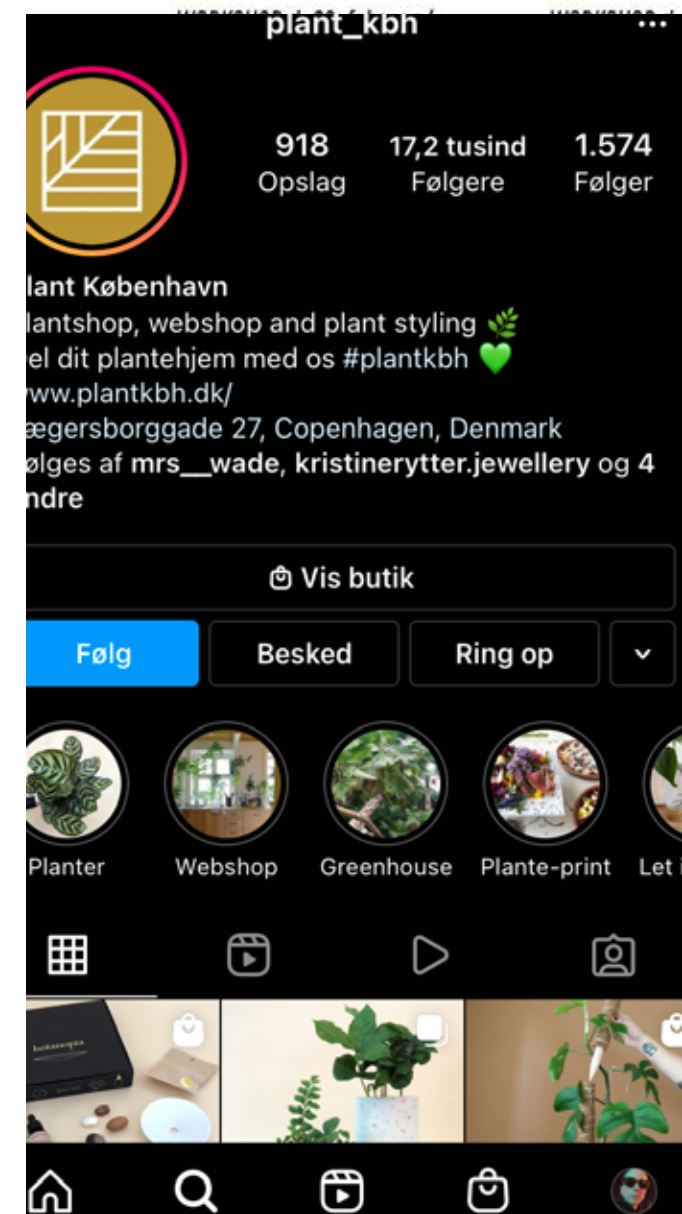 plant_kbh
918 17,2 tusind 1.574
Opslag Følgere Følger
lant København
lantshop, webshop and plant styling
el dit plantehjem med os #plantkbh
ww.plantkbh.dk/
ægersborggade 27, Copenhagen, Denmark
ølges af mrs__wade, kristinerytter.jewellery og 4
ndre
Vis butik
Følg Besked Ring op
Planter Webshop Greenhouse Plante-print Let i
botanopia